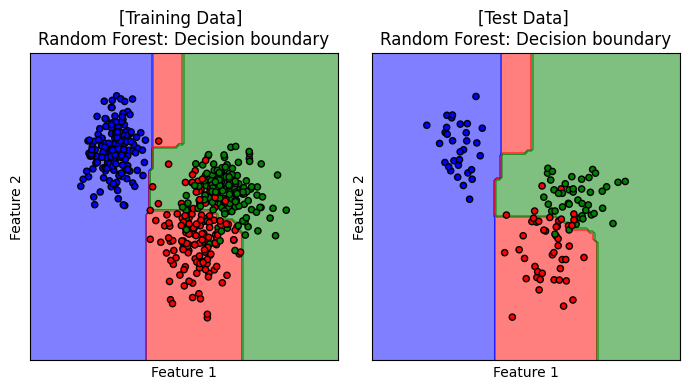 [Training Data]
Random Forest: Decision boundary
Feature 2
Feature 1
[Test Data]
Random Forest: Decision boundary
Feature 2
Feature 1